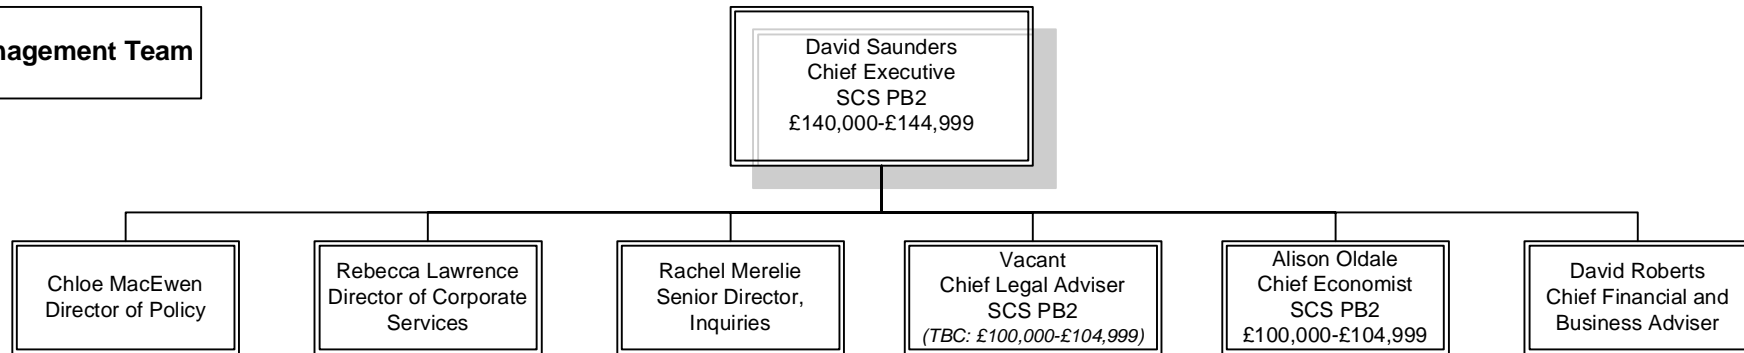 nagement Team
David Saunders
Chief Executive
SCS PB2
£140,000-£144,999
Chloe MacEwen
Director of Policy
Rebecca Lawrence
Director of Corporate
Services
Rachel Merelie
Senior Director,
Inquiries
Vacant
Chief Legal Adviser
SCS PB2
(TBC: £100,000-£104,999)
Alison Oldale
Chief Economist
SCS PB2
£100,000-£104,999
David Roberts
Chief Financial and
Business Adviser